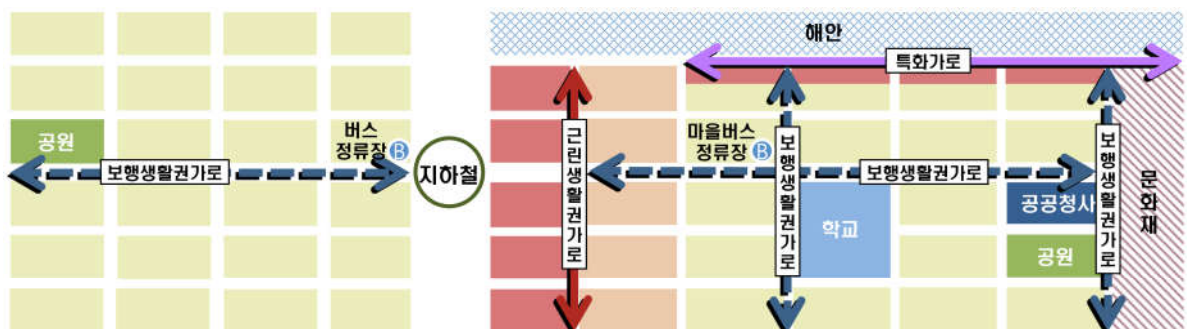 공원
버스
정류장 B
보행생활권가로
지하철
해안
특화가로
근린생활권가로
마을버스
정류장 B
보행생활권가로
보행생활권가로
보행생활권가로
학교
공공청사
공원
문화재